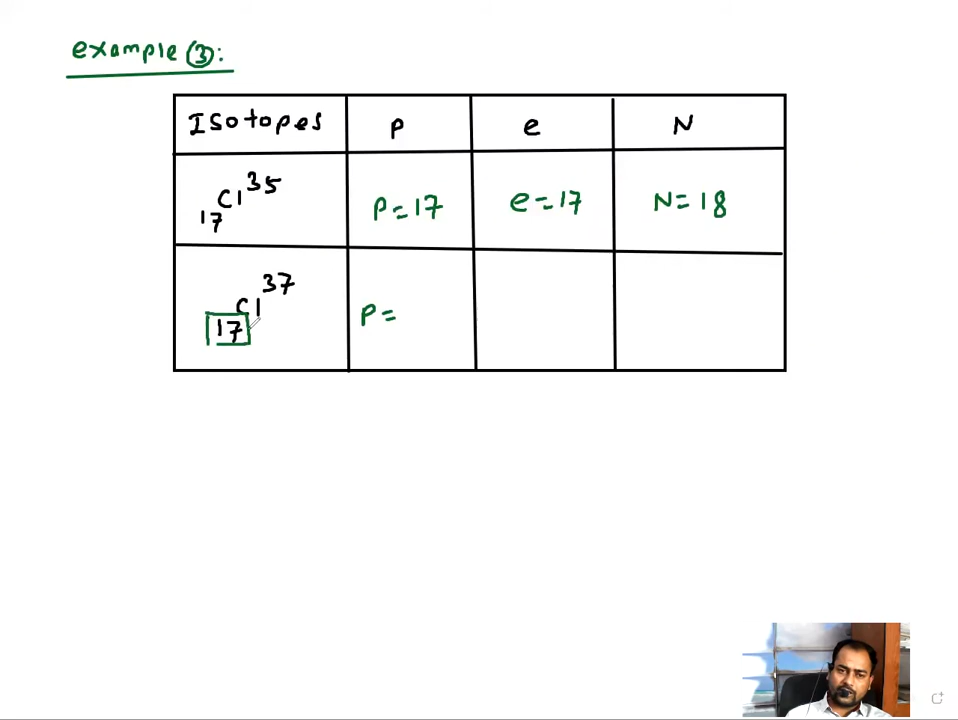 example ③:
Isotopes P e N
₁₇Cl³⁵ P=17 e=17 N=18
₁₇Cl³⁷ P=